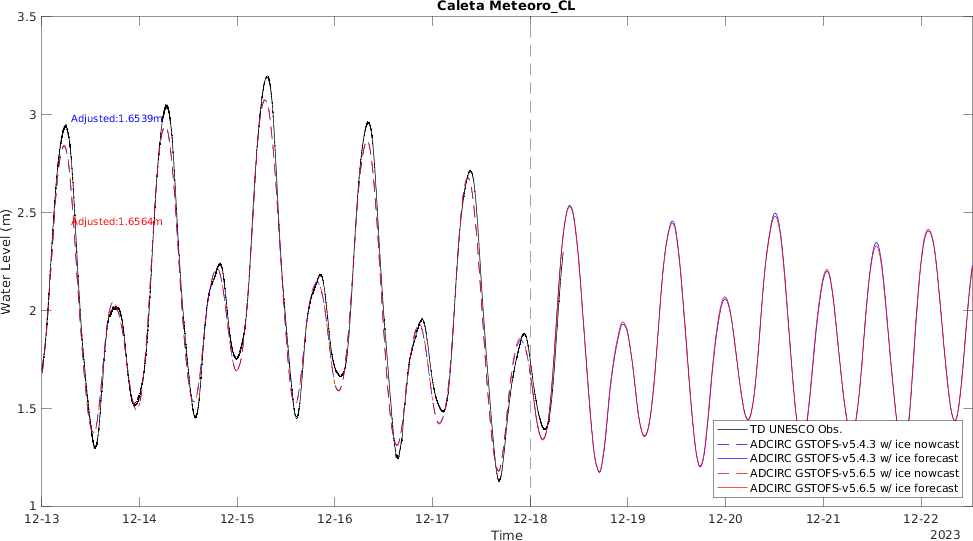 Caleta Meteoro_CL
3.5
3
2.5
2
1.5
1
Water Level (m)
Adjusted:1.6539m
Adjusted:1.6564m
TD UNESCO Obs.
ADCIRC GSTOFS-v5.4.3 w/ ice nowcast
ADCIRC GSTOFS-v5.4.3 w/ ice forecast
ADCIRC GSTOFS-v5.6.5 w/ ice nowcast
ADCIRC GSTOFS-v5.6.5 w/ ice forecast
12-13 12-14 12-15 12-16 12-17 12-18 12-19 12-20 12-21 12-22
Time
2023